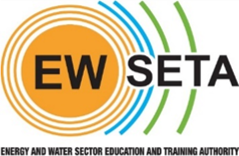 EW SETA
ENERGY AND WATER SECTOR EDUCATION AND TRAINING AUTHORITY